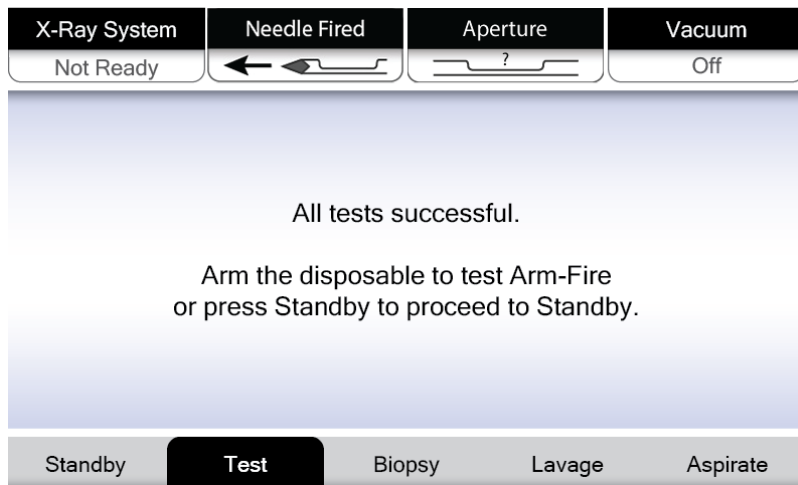 X-Ray System
Needle Fired
Aperture
Vacuum
Not Ready
?
Off
All tests successful.
Arm the disposable to test Arm-Fire
or press Standby to proceed to Standby.
Standby
Test
Biopsy
Lavage
Aspirate